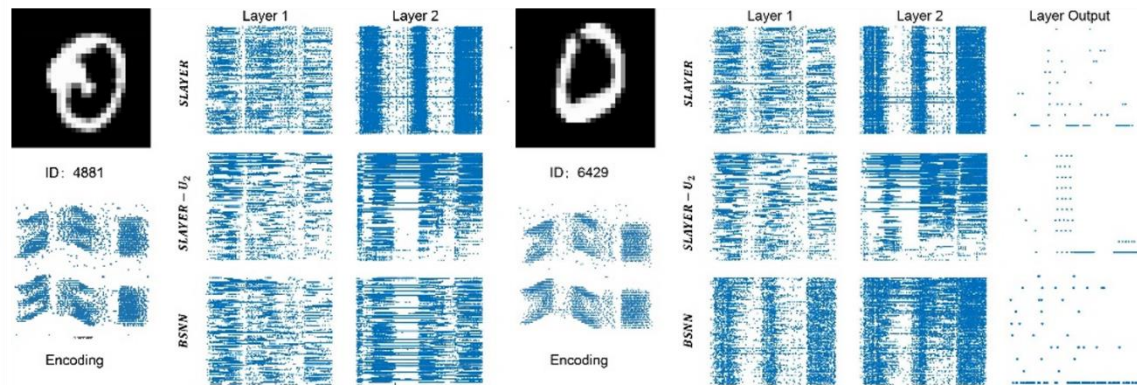 Layer 1 Layer 2 Layer 1 Layer 2 Layer Output
SLAYER SLAYER
ID: 4881 ID: 6429
SLAYER − U₂ SLAYER − U₂
BSNN BSNN
Encoding Encoding